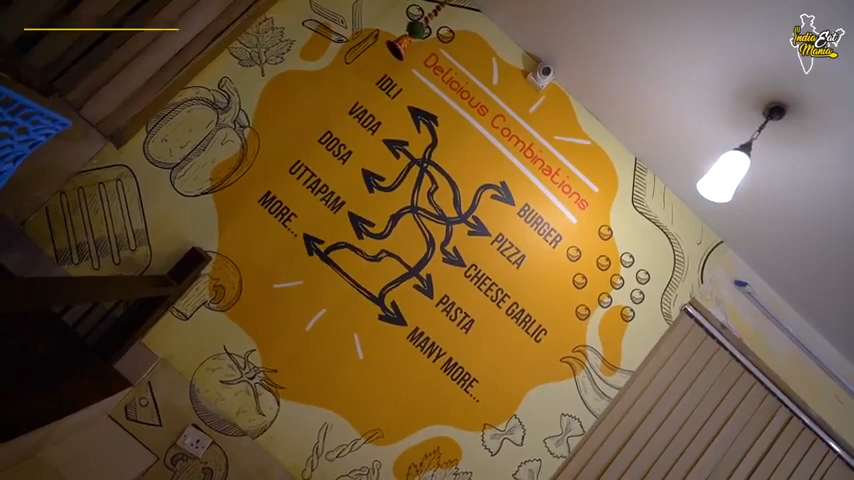 India Eat Mania
Delicious Combinations
IDLI
VADA
DOSA
UTTAPAM
MORE...
BURGER
PIZZA
CHEESE GARLIC
PASTA
MANY MORE...